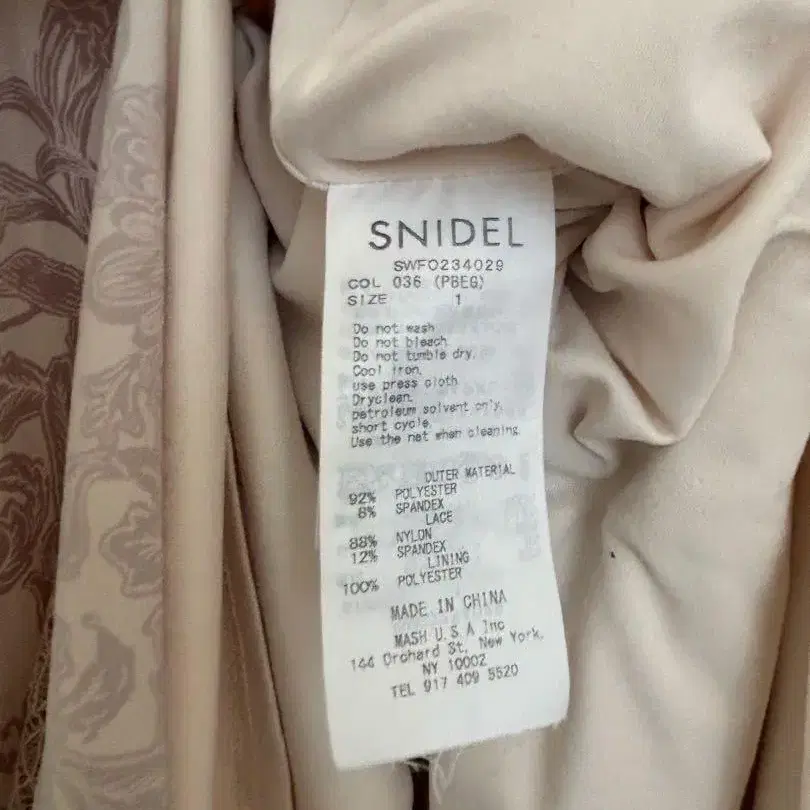 SNIDEL
SWFO234029
COL 036 (PBEG)
SIZE 1
Do not wash
Do not bleach
Do not tumble dry.
Cool iron.
use press cloth
Dryclean.
petroleum solvent only.
short cycle.
Use the net when cleaning.
OUTER MATERIAL
92% POLYESTER
8% SPANDEX
LACE
88% NYLON
12% SPANDEX
LINING
100% POLYESTER
MADE IN CHINA
MASH U.S.A Inc
144 Orchard St, New York,
NY 10002
TEL 917 409 5520